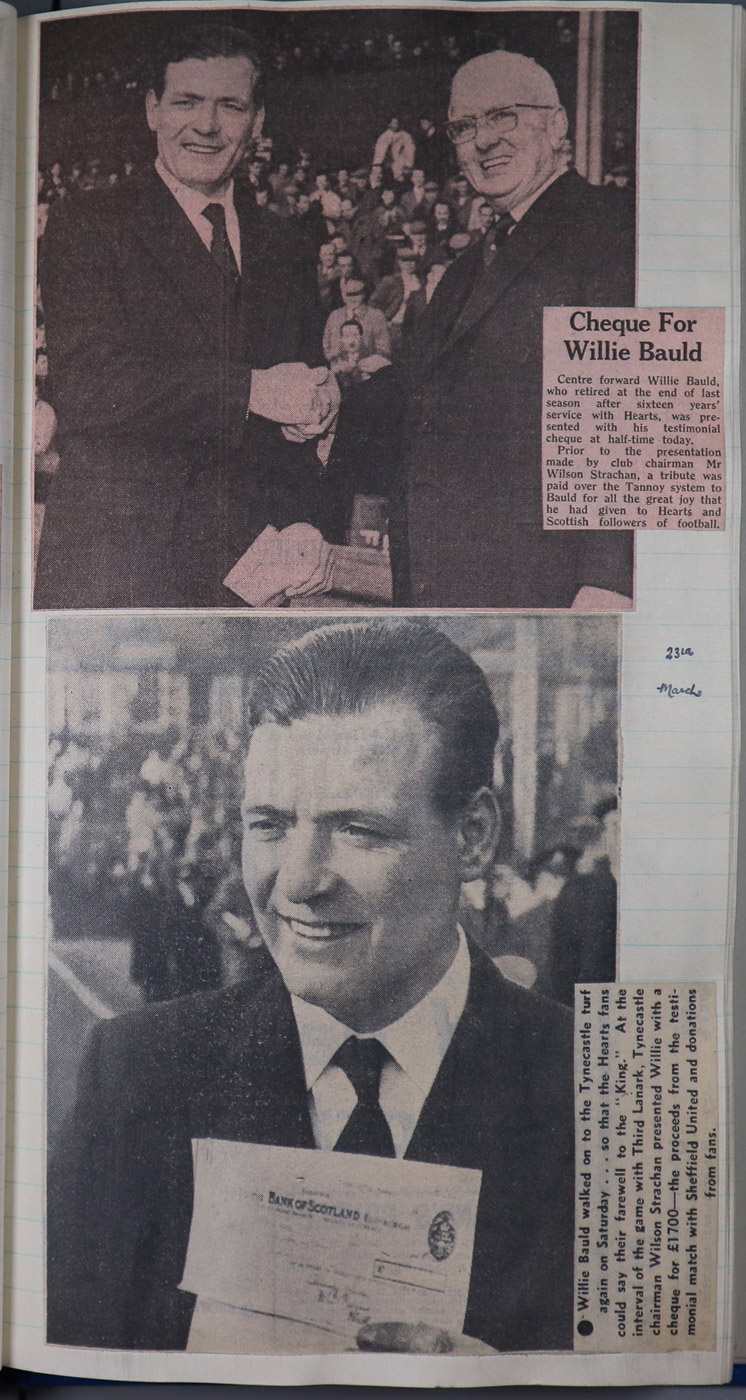 Cheque For
Willie Bauld
Centre forward Willie Bauld,
who retired at the end of last
season after sixteen years'
service with Hearts, was pre-
sented with his testimonial
cheque at half-time today.
Prior to the presentation
made by club chairman Mr
Wilson Strachan, a tribute was
paid over the Tannoy system to
Bauld for all the great joy that
he had given to Hearts and
Scottish followers of football.
23rd
March
BANK OF SCOTLAND
● Willie Bauld walked on to the Tynecastle turf
again on Saturday . . . so that the Hearts fans
could say their farewell to the "King." At the
interval of the game with Third Lanark, Tynecastle
chairman Wilson Strachan presented Willie with a
cheque for £1700—the proceeds from the testi-
monial match with Sheffield United and donations
from fans.